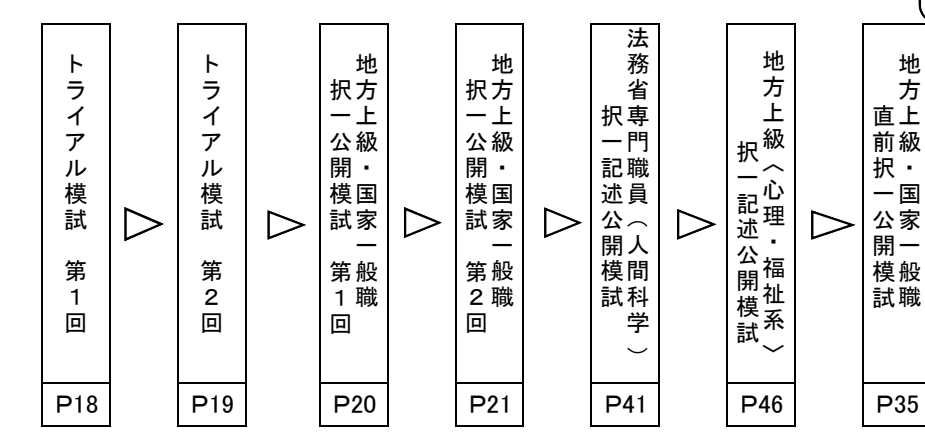 トライアル模試　第1回
P18
トライアル模試　第2回
P19
地方上級・国家一般職
択一公開模試　第1回
P20
地方上級・国家一般職
択一公開模試　第2回
P21
法務省専門職員（人間科学）
択一記述公開模試
P41
地方上級〈心理・福祉系〉
択一記述公開模試
P46
地方上級・国家一般職
直前択一公開模試
P35